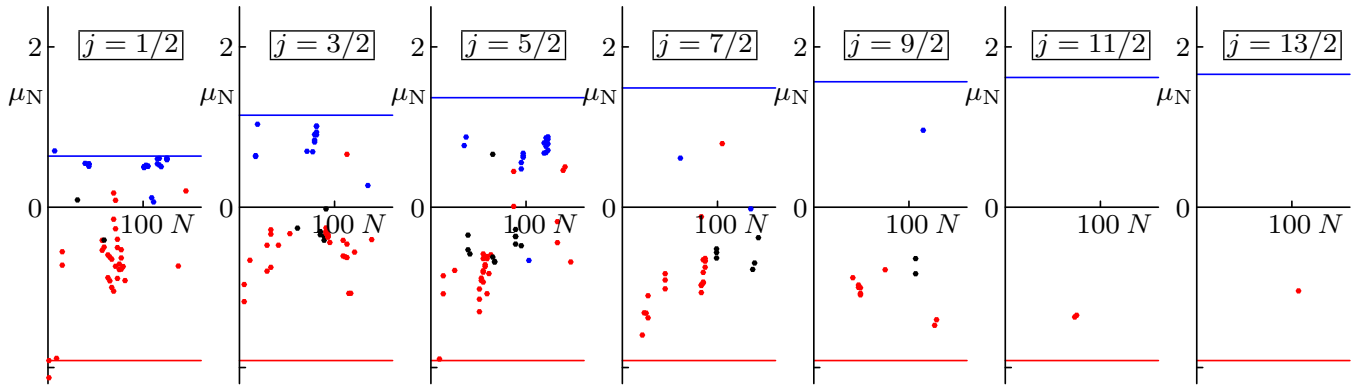 2 j = 1/2 2 j = 3/2 2 j = 5/2 2 j = 7/2 2 j = 9/2 2 j = 11/2 2 j = 13/2
μN μN μN μN μN μN μN
0 100 N 0 100 N 0 100 N 0 100 N 0 100 N 0 100 N 0 100 N